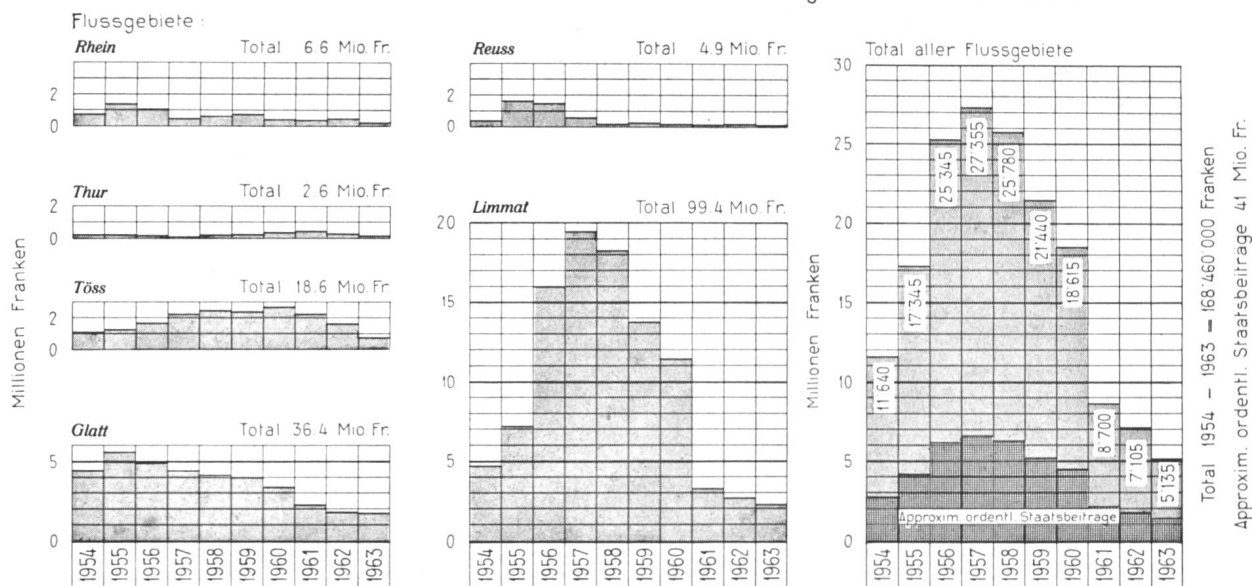 Flussgebiete :
Rhein Total 6.6 Mio. Fr.
2
0
Thur Total 2.6 Mio. Fr.
2
0
Töss Total 18.6 Mio. Fr.
2
0
Glatt Total 36.4 Mio. Fr.
5
0
Millionen Franken
1954 1955 1956 1957 1958 1959 1960 1961 1962 1963
Reuss Total 4.9 Mio. Fr.
2
0
Limmat Total 99.4 Mio. Fr.
20
15
10
5
0
1954 1955 1956 1957 1958 1959 1960 1961 1962 1963
Total aller Flussgebiete
30
25
20
15
10
5
0
Millionen Franken
11'640
17'345
25'345
27'355
25'780
21'440
18'615
8'700
7'105
5'135
Approxim. ordentl. Staatsbeiträge
1954 1955 1956 1957 1958 1959 1960 1961 1962 1963
Total 1954 – 1963 = 168'460 000 Franken
Approxim. ordentl. Staatsbeiträge 41 Mio. Fr.